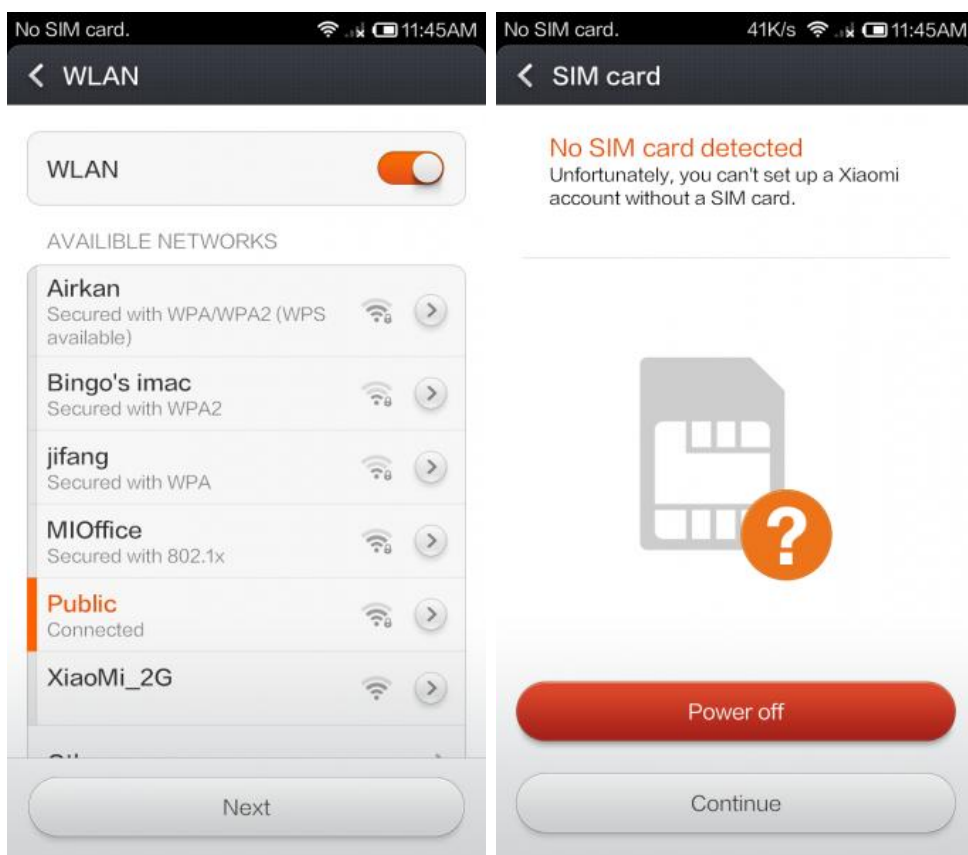 No SIM card.
11:45AM
WLAN
WLAN
AVAILIBLE NETWORKS
Airkan
Secured with WPA/WPA2 (WPS
available)
Bingo's imac
Secured with WPA2
jifang
Secured with WPA
MIOffice
Secured with 802.1x
Public
Connected
XiaoMi_2G
Next
No SIM card.
41K/s
11:45AM
SIM card
No SIM card detected
Unfortunately, you can't set up a Xiaomi
account without a SIM card.
?
Power off
Continue